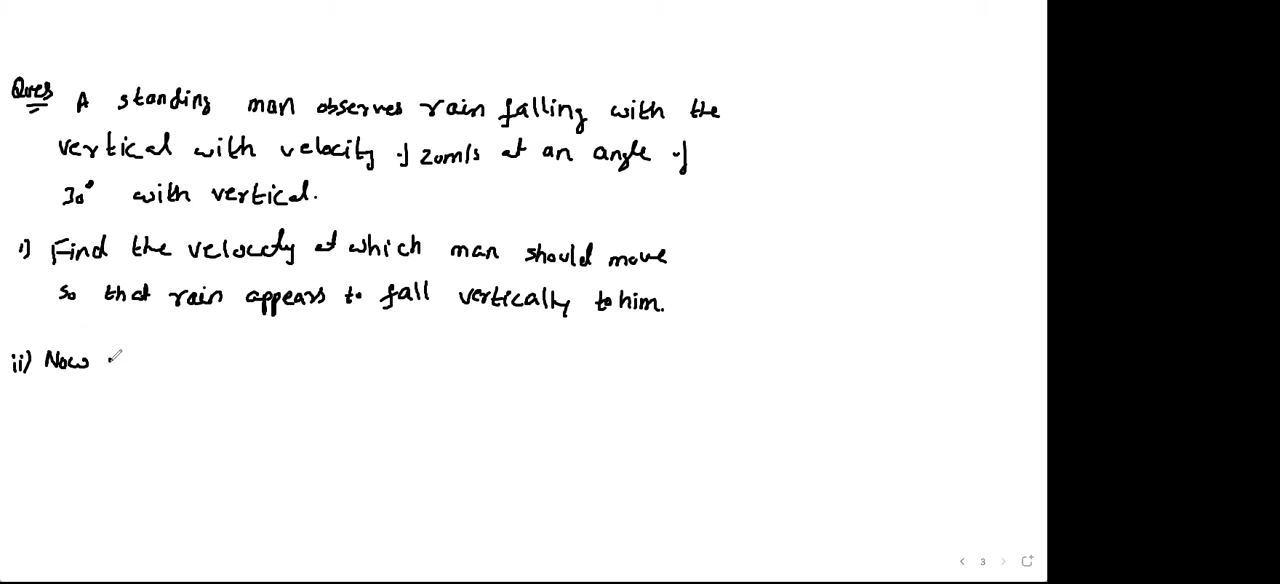 Ques A standing man observes rain falling with the
vertical with velocity of 20m/s at an angle of
30° with vertical.
i) Find the velocity at which man should move
so that rain appears to fall vertically to him.
ii) Now
3